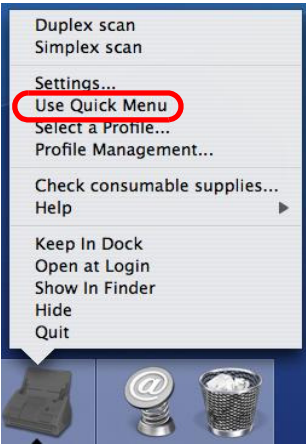 Duplex scan
Simplex scan
Settings...
Use Quick Menu
Select a Profile...
Profile Management...
Check consumable supplies...
Help
Keep In Dock
Open at Login
Show In Finder
Hide
Quit
@